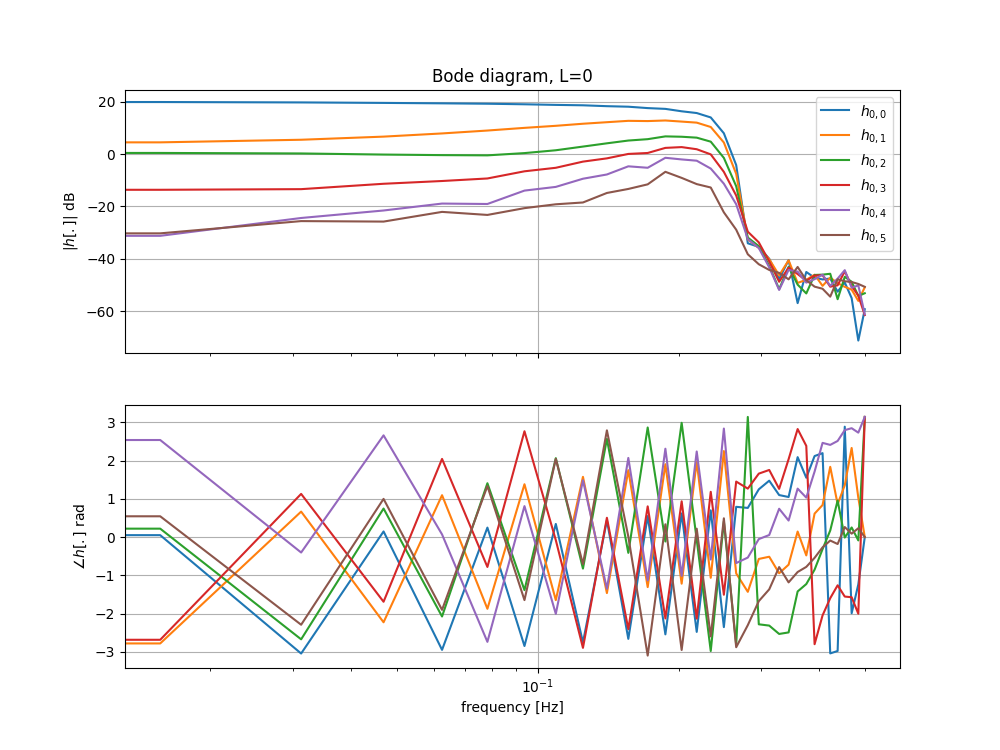 Bode diagram, L=0
|h[.]| dB
20
0
−20
−40
−60
h0,0
h0,1
h0,2
h0,3
h0,4
h0,5
∠h[.] rad
3
2
1
0
−1
−2
−3
10−1
frequency [Hz]